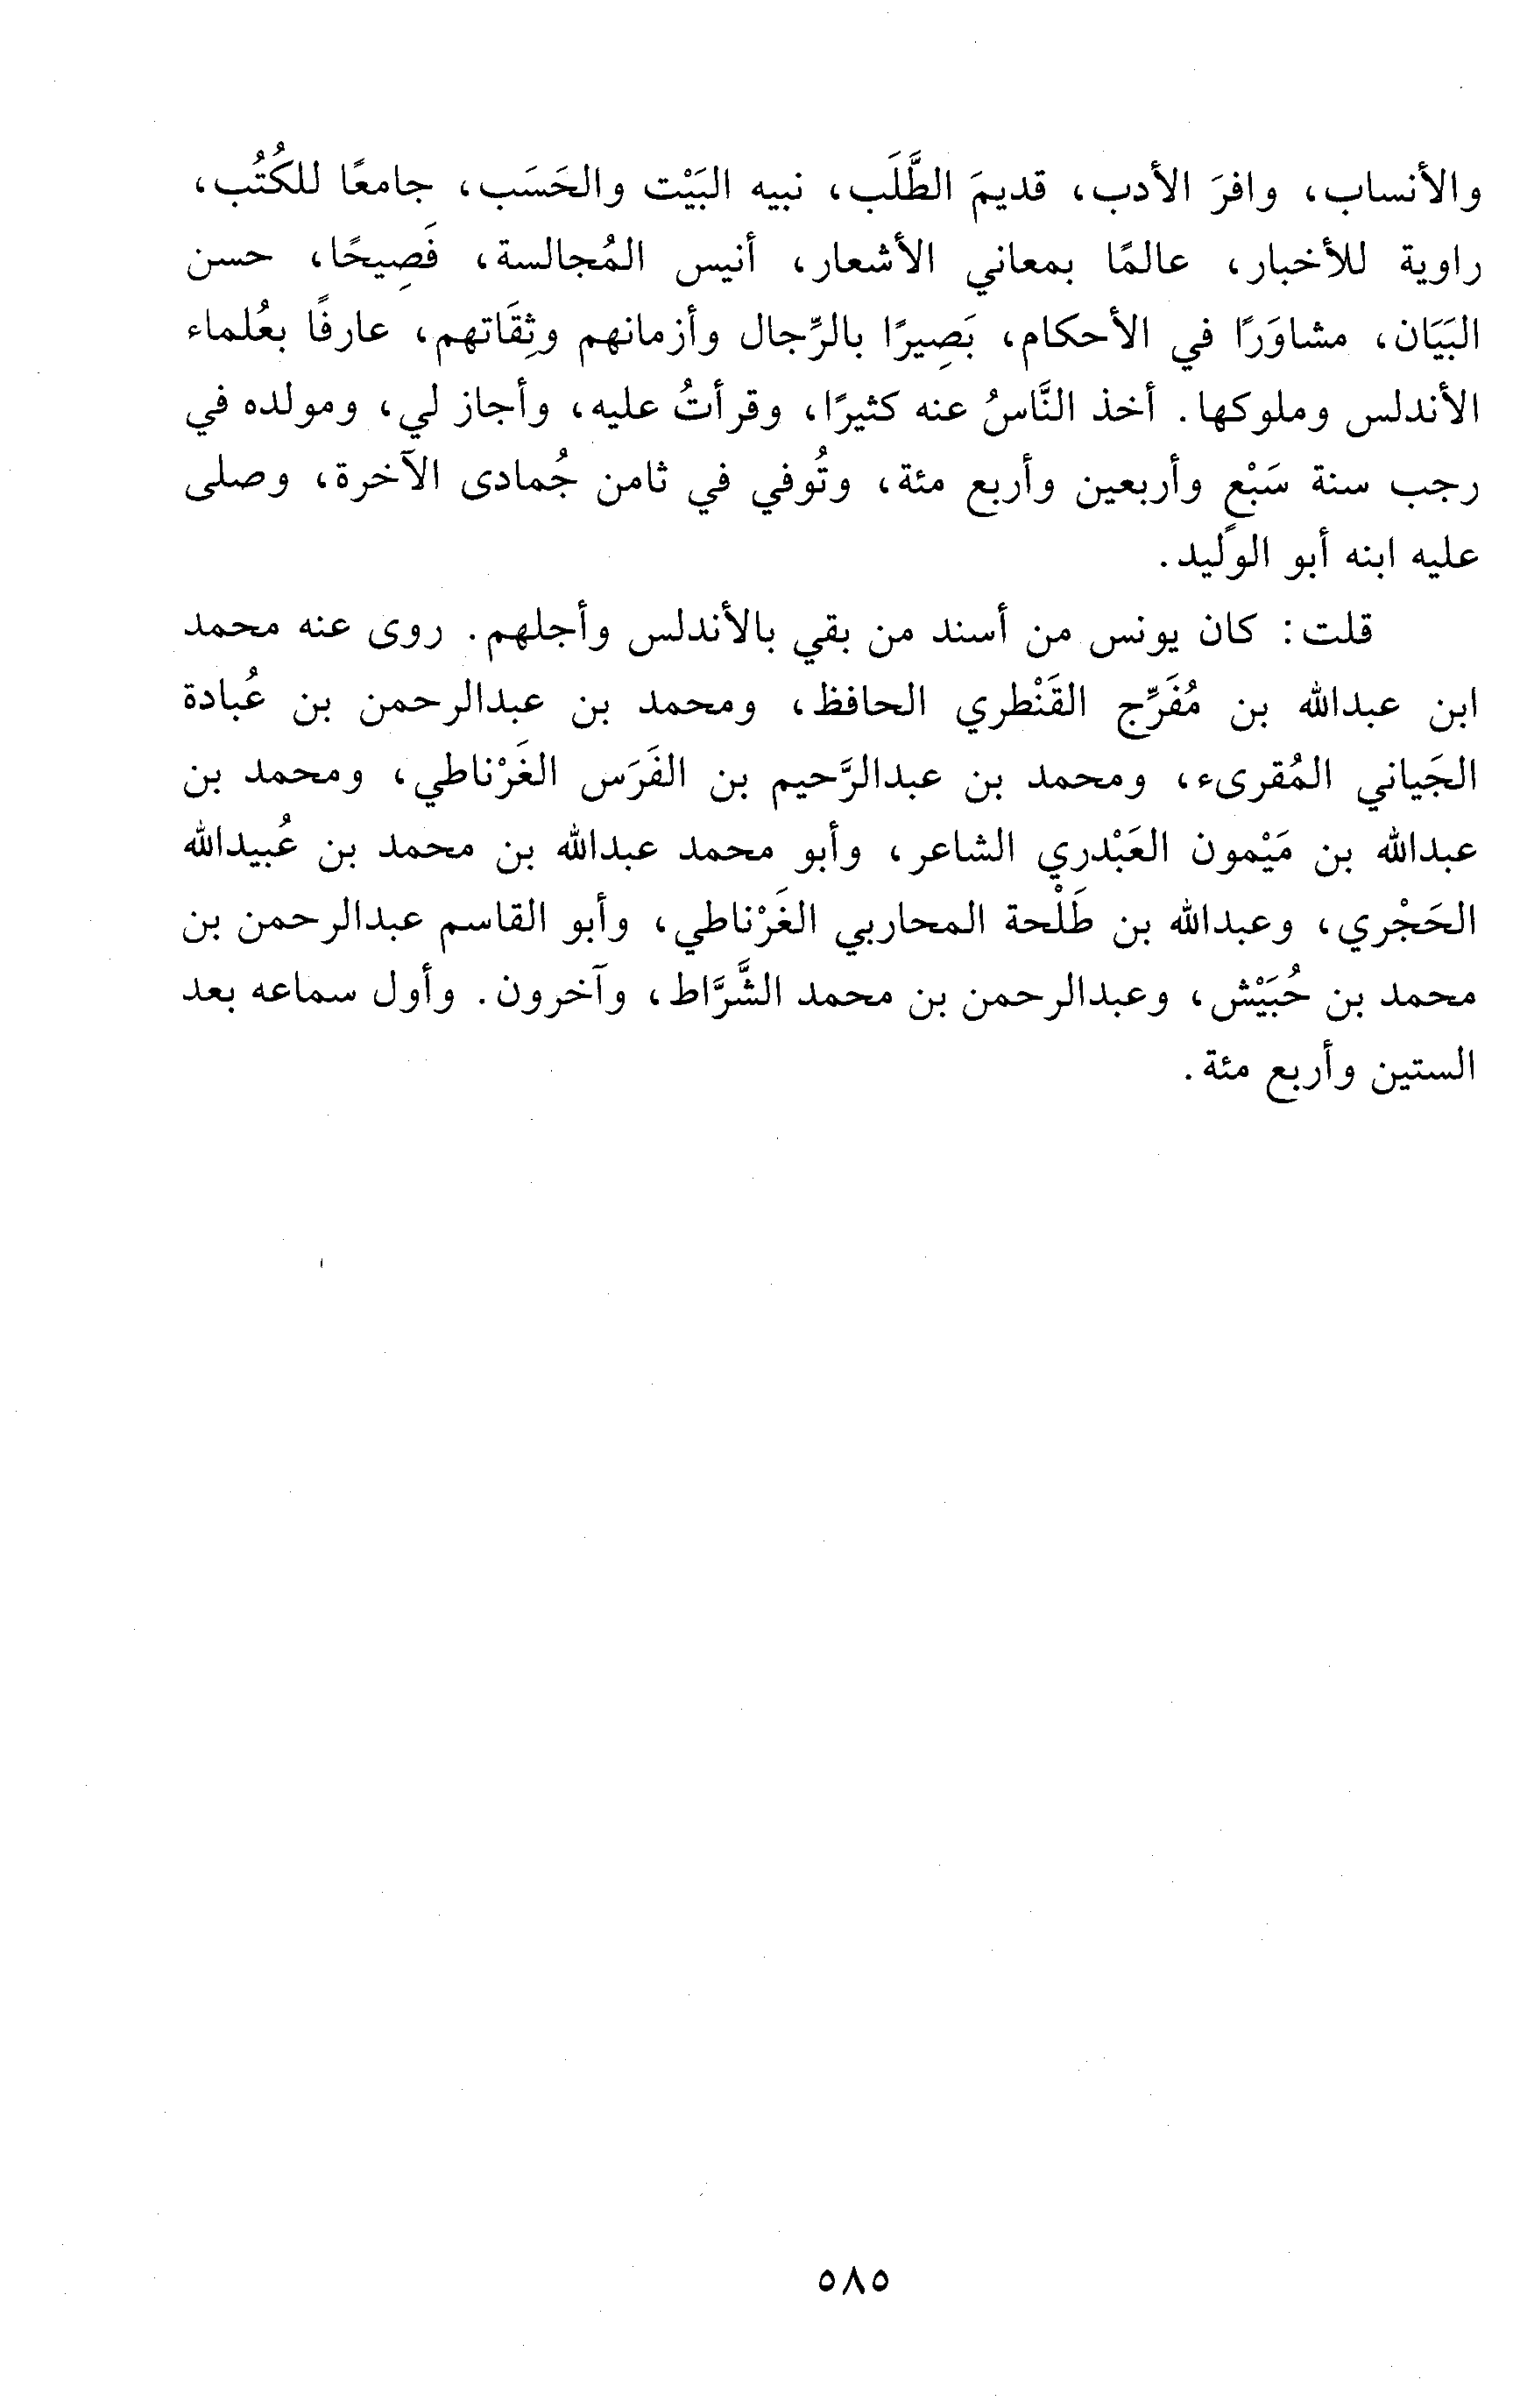 والأنساب، وافرَ الأدب، قديمَ الطَّلَب، نبيه البَيْت والحَسَب، جامعًا للكُتُب،
راوية للأخبار، عالمًا بمعاني الأشعار، أنيس المُجالسة، فَصِيحًا، حسن
البَيَان، مشاوَرًا في الأحكام، بَصِيرًا بالرِّجال وأزمانهم وثِقَاتهم، عارفًا بعُلماء
الأندلس وملوكها. أخذ النَّاسُ عنه كثيرًا، وقرأتُ عليه، وأجاز لي، ومولده في
رجب سنة سَبْع وأربعين وأربع مئة، وتُوفي في ثامن جُمادى الآخرة، وصلى
عليه ابنه أبو الوليد.
قلت: كان يونس من أسند من بقي بالأندلس وأجلهم. روى عنه محمد
ابن عبدالله بن مُفَرِّج القَنْطري الحافظ، ومحمد بن عبدالرحمن بن عُبادة
الجَياني المُقرىء، ومحمد بن عبدالرَّحيم بن الفَرَس الغَرْناطي، ومحمد بن
عبدالله بن مَيْمون العَبْدري الشاعر، وأبو محمد عبدالله بن محمد بن عُبيدالله
الحَجْري، وعبدالله بن طَلْحة المحاربي الغَرْناطي، وأبو القاسم عبدالرحمن بن
محمد بن حُبَيْش، وعبدالرحمن بن محمد الشَّرَّاط، وآخرون. وأول سماعه بعد
الستين وأربع مئة.
٥٨٥